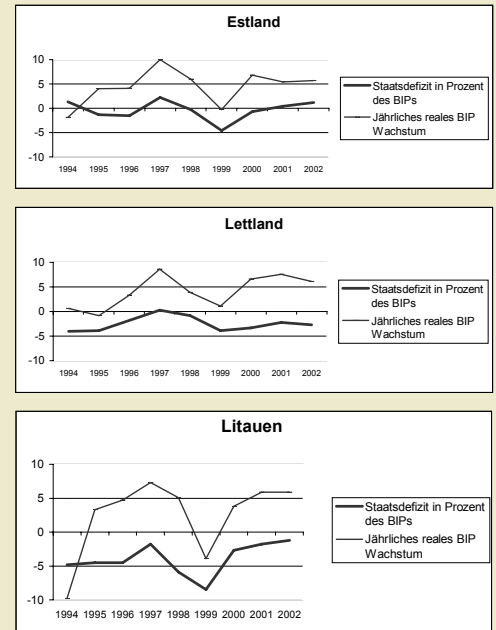 Estland
10
5
0
-5
-10
1994 1995 1996 1997 1998 1999 2000 2001 2002
Staatsdefizit in Prozent
des BIPs
Jährliches reales BIP
Wachstum
Lettland
10
5
0
-5
-10
1994 1995 1996 1997 1998 1999 2000 2001 2002
Staatsdefizit in Prozent
des BIPs
Jährliches reales BIP
Wachstum
Litauen
10
5
0
-5
-10
1994 1995 1996 1997 1998 1999 2000 2001 2002
Staatsdefizit in Prozent
des BIPs
Jährliches reales BIP
Wachstum